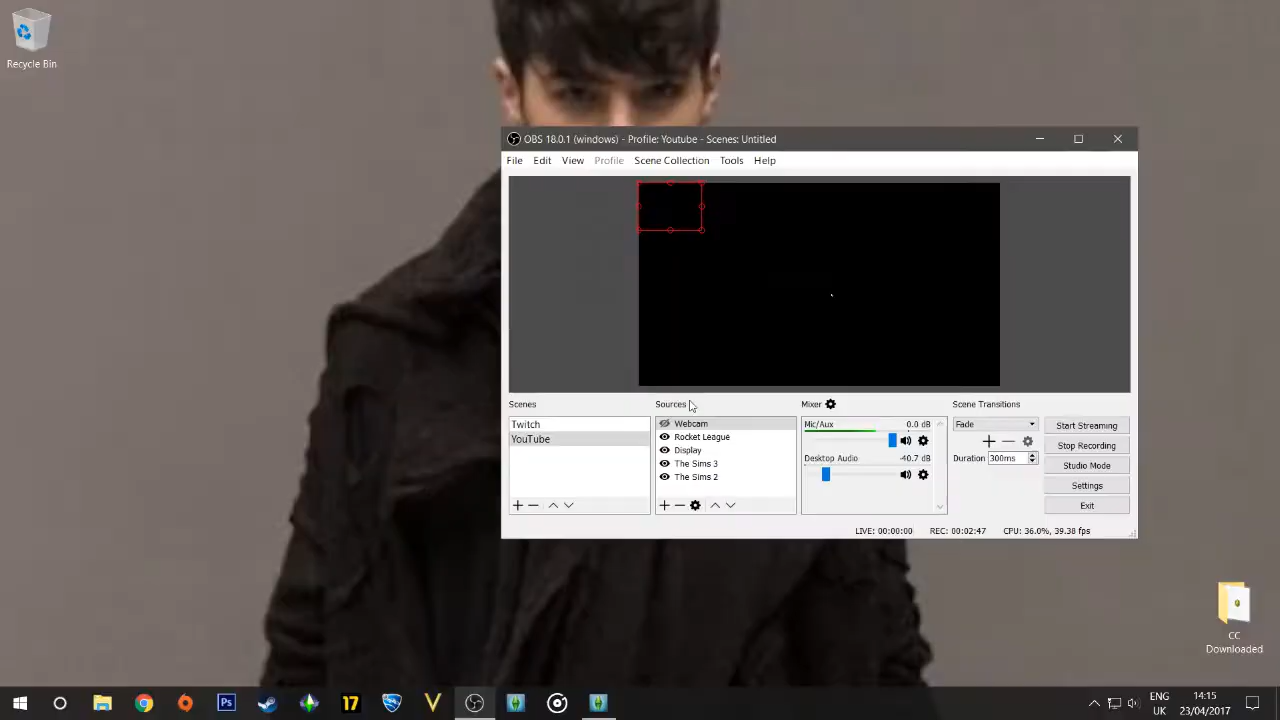 Recycle Bin
OBS 18.0.1 (windows) - Profile: Youtube - Scenes: Untitled
File Edit View Profile Scene Collection Tools Help
Scenes
Twitch
YouTube
Sources
Webcam
Rocket League
Display
The Sims 3
The Sims 2
Mixer
Mic/Aux 0.0 dB
Desktop Audio -40.7 dB
Scene Transitions
Fade
Duration 300ms
Start Streaming
Stop Recording
Studio Mode
Settings
Exit
LIVE: 00:00:00 REC: 00:02:47 CPU: 36.0%, 39.38 fps
CC
Downloaded
Ps
17
V
ENG
UK
14:15
23/04/2017